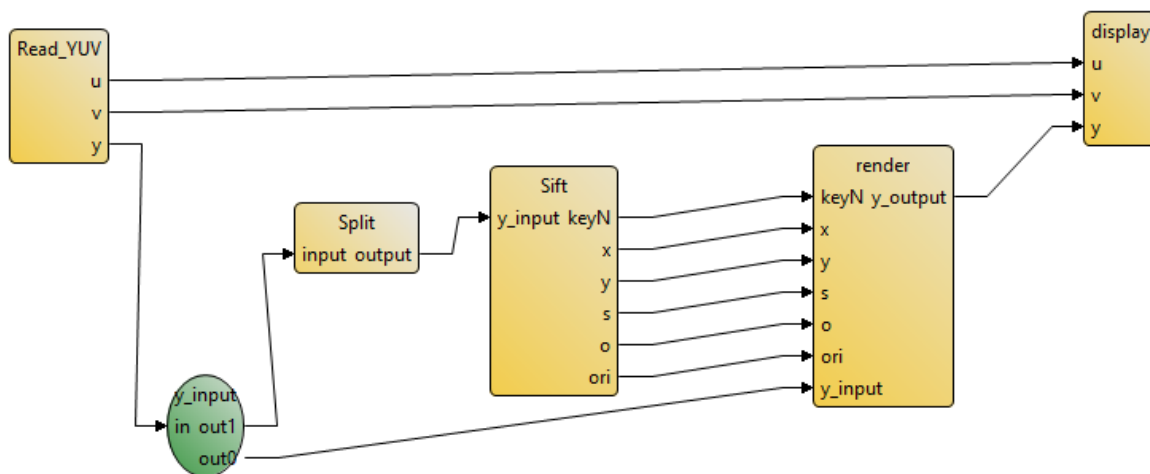 Read_YUV
u
v
y
y_input
in out1
out0
Split
input output
Sift
y_input keyN
x
y
s
o
ori
render
keyN y_output
x
y
s
o
ori
y_input
display
u
v
y